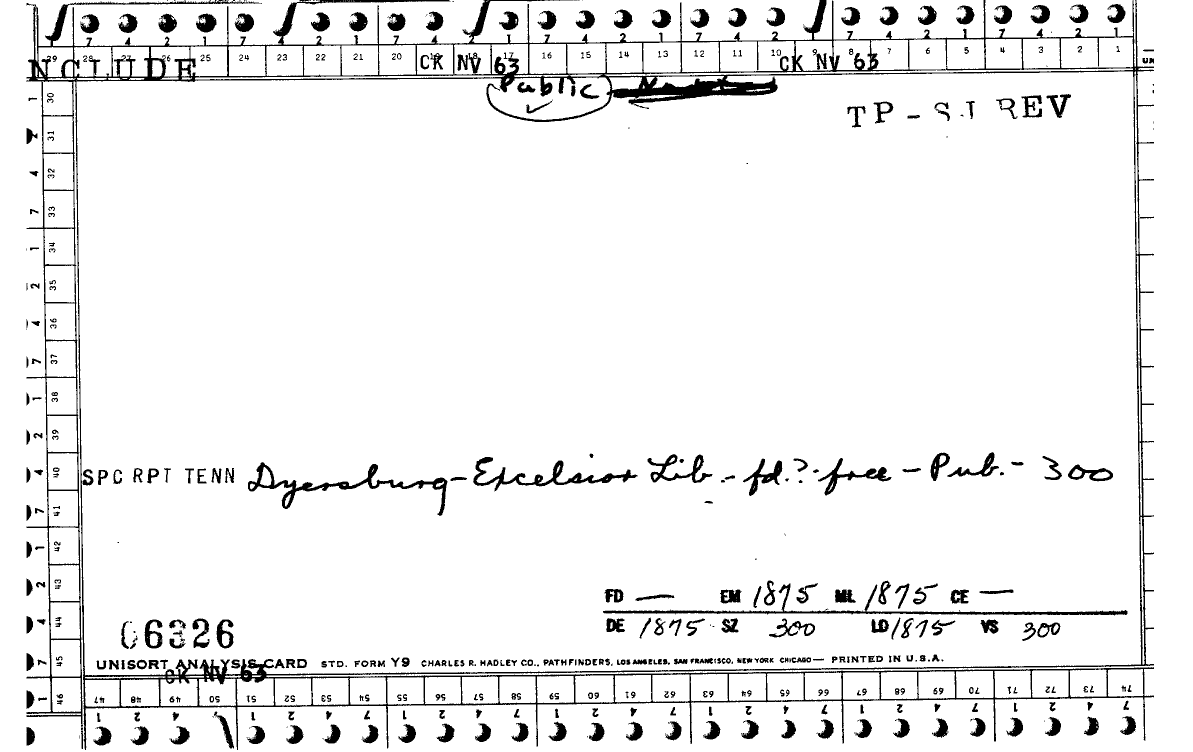 7 4 2 1 7 4 2 1 7 4 2 1 7 4 2 1 7 4 2 1 7 4 2 1
29 28 27 26 25 24 23 22 21 20 19 18 17 16 15 14 13 12 11 10 9 8 7 6 5 4 3 2 1
NCLUDE CK NV 63 CK NV 63
Public
TP - SJ REV
1 30
2 31
4 32
7 33
1 34
2 35
4 36
7 37
1 38
2 39
4 40
SPC RPT TENN Dyersburg - Excelsior Lib. - fd.? - free - Pub. - 300
7 41
1 42
2 43
FD — EM 1875 ML 1875 CE —
4 44
DE 1875 SZ 300 LD 1875 VS 300
06326
7 45
UNISORT ANALYSIS CARD STD. FORM Y9 CHARLES R. HADLEY CO., PATHFINDERS, LOS ANGELES, SAN FRANCISCO, NEW YORK CHICAGO — PRINTED IN U.S.A.
CK NV 63
1 46
47 48 49 50 51 52 53 54 55 56 57 58 59 60 61 62 63 64 65 66 67 68 69 70 71 72 73 74
1 2 4 1 2 4 7 1 2 4 7 1 2 4 7 1 2 4 7 1 2 4 7 1 2 4 7